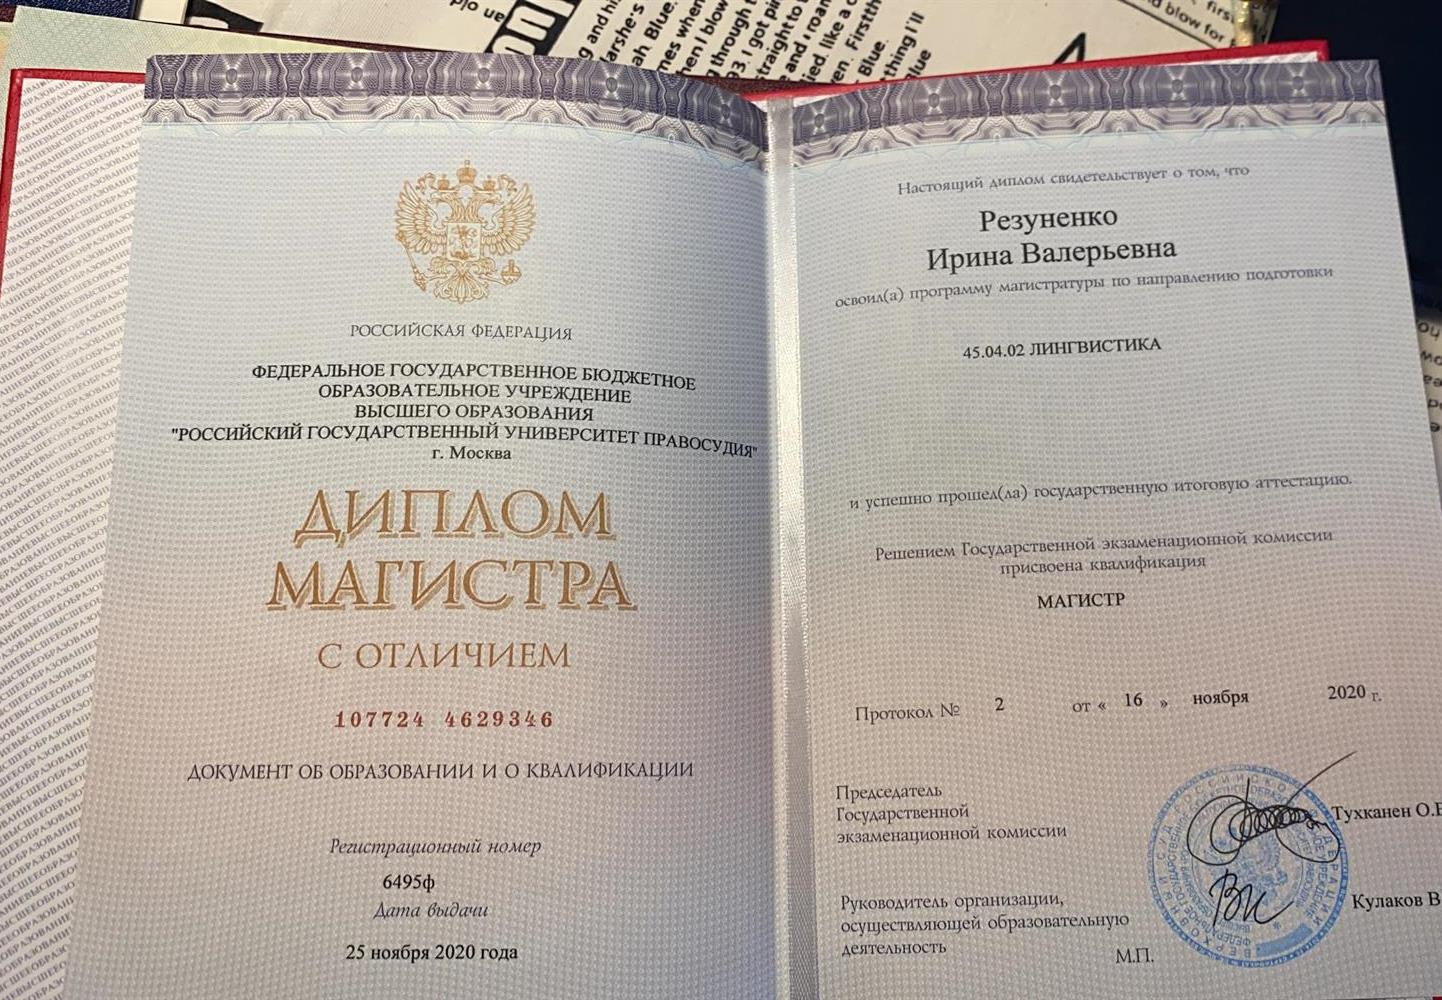 РОССИЙСКАЯ ФЕДЕРАЦИЯ
ФЕДЕРАЛЬНОЕ ГОСУДАРСТВЕННОЕ БЮДЖЕТНОЕ
ОБРАЗОВАТЕЛЬНОЕ УЧРЕЖДЕНИЕ
ВЫСШЕГО ОБРАЗОВАНИЯ
"РОССИЙСКИЙ ГОСУДАРСТВЕННЫЙ УНИВЕРСИТЕТ ПРАВОСУДИЯ"
г. Москва
ДИПЛОМ
МАГИСТРА
С ОТЛИЧИЕМ
107724 4629346
ДОКУМЕНТ ОБ ОБРАЗОВАНИИ И О КВАЛИФИКАЦИИ
Регистрационный номер
6495ф
Дата выдачи
25 ноября 2020 года
Настоящий диплом свидетельствует о том, что
Резуненко
Ирина Валерьевна
освоил(а) программу магистратуры по направлению подготовки
45.04.02 ЛИНГВИСТИКА
и успешно прошел(ла) государственную итоговую аттестацию.
Решением Государственной экзаменационной комиссии
присвоена квалификация
МАГИСТР
Протокол № 2 от « 16 » ноября 2020 г.
Председатель
Государственной
экзаменационной комиссии
Тухканен О.В
Руководитель организации,
осуществляющей образовательную
деятельность
Кулаков В
М.П.